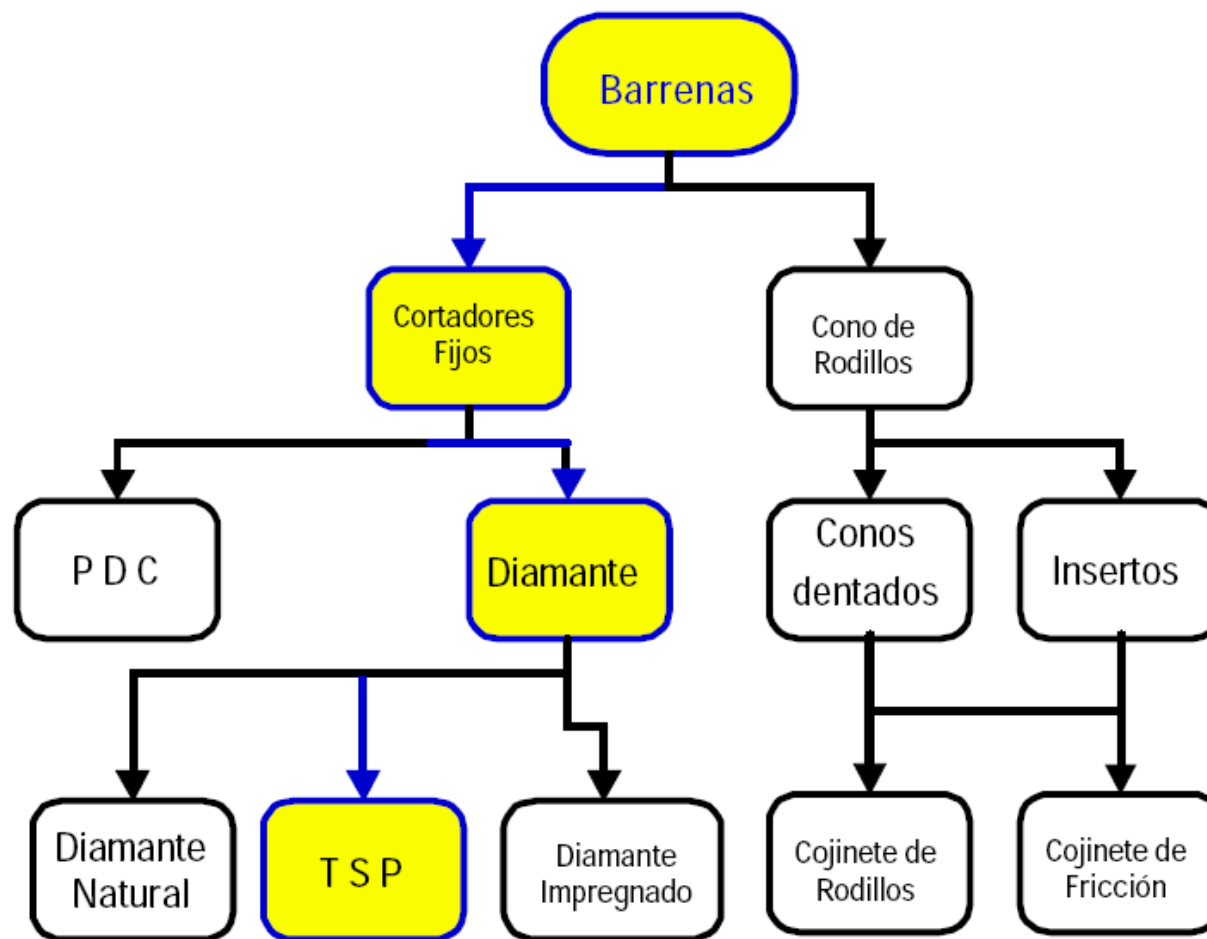 Barrenas
Cortadores
Fijos
Cono de
Rodillos
P D C
Diamante
Conos
dentados
Insertos
Diamante
Natural
T S P
Diamante
Impregnado
Cojinete de
Rodillos
Cojinete de
Fricción